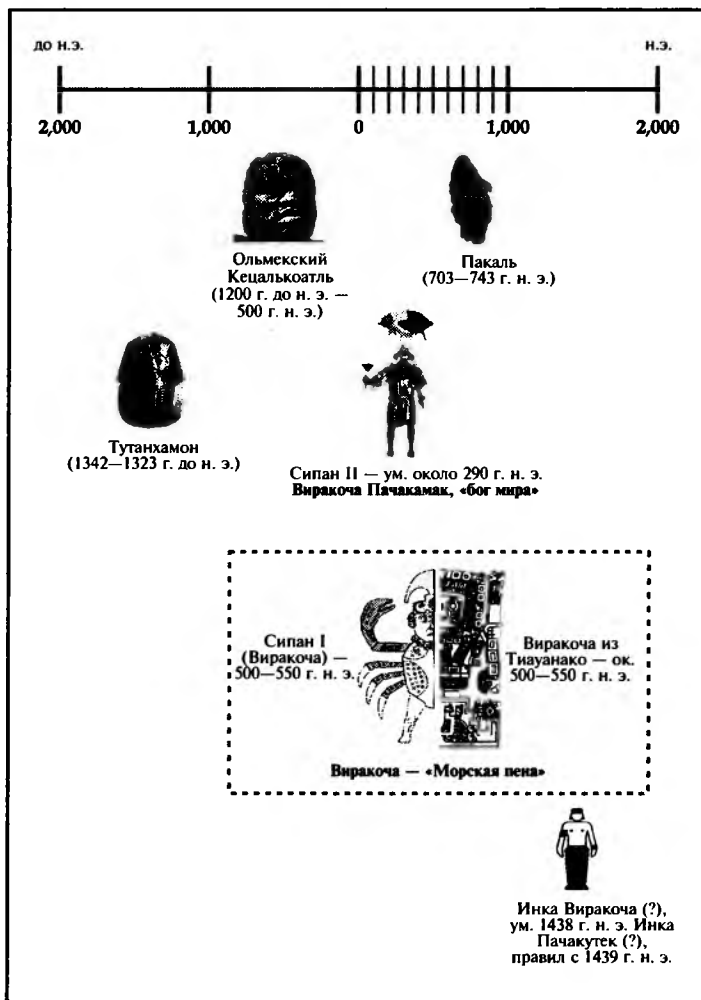 до н.э. н.э.
2,000 1,000 0 1,000 2,000
Ольмекский
Кецалькоатль
(1200 г. до н. э. —
500 г. н. э.)
Пакаль
(703—743 г. н. э.)
Тутанхамон
(1342—1323 г. до н. э.)
Сипан II — ум. около 290 г. н. э.
Виракоча Пачакамак, «бог мира»
Сипан I
(Виракоча) —
500—550 г. н. э.
Виракоча из
Тиауанако — ок.
500—550 г. н. э.
Виракоча — «Морская пена»
Инка Виракоча (?),
ум. 1438 г. н. э. Инка
Пачакутек (?),
правил с 1439 г. н. э.